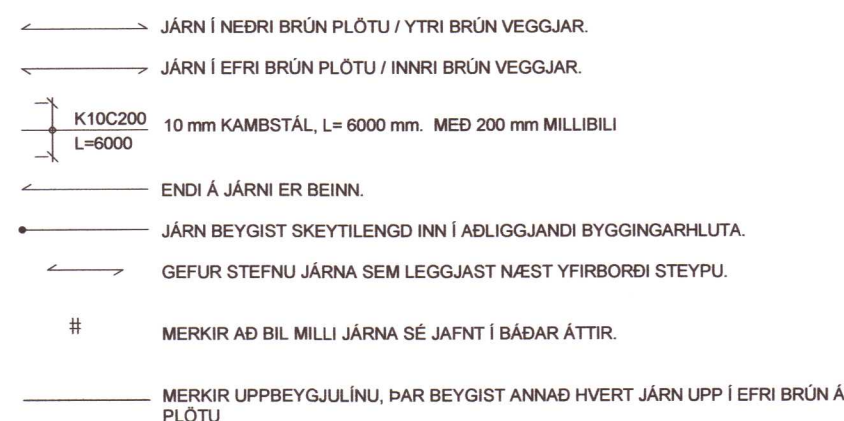 JÁRN Í NEÐRI BRÚN PLÖTU / YTRI BRÚN VEGGJAR.
JÁRN Í EFRI BRÚN PLÖTU / INNRI BRÚN VEGGJAR.
K10C200
L=6000
10 mm KAMBSTÁL, L= 6000 mm. MEÐ 200 mm MILLIBILI
ENDI Á JÁRNI ER BEINN.
JÁRN BEYGIST SKEYTILENGD INN Í AÐLIGGJANDI BYGGINGARHLUTA.
GEFUR STEFNU JÁRNA SEM LEGGJAST NÆST YFIRBORÐI STEYPU.
# MERKIR AÐ BIL MILLI JÁRNA SÉ JAFNT Í BÁÐAR ÁTTIR.
MERKIR UPPBEYGJULÍNU, ÞAR BEYGIST ANNAÐ HVERT JÁRN UPP Í EFRI BRÚN Á
PLÖTU